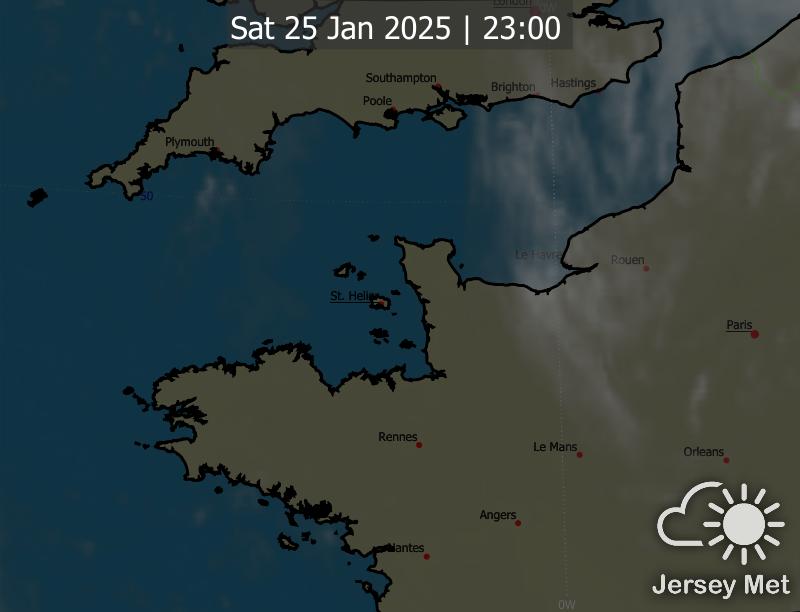 London
0W
Sat 25 Jan 2025 | 23:00
Southampton
Brighton
Hastings
Poole
Plymouth
50
Le Havre
Rouen
St. Helier
Paris
Rennes
Le Mans
Orleans
Angers
Nantes
Jersey Met
0W